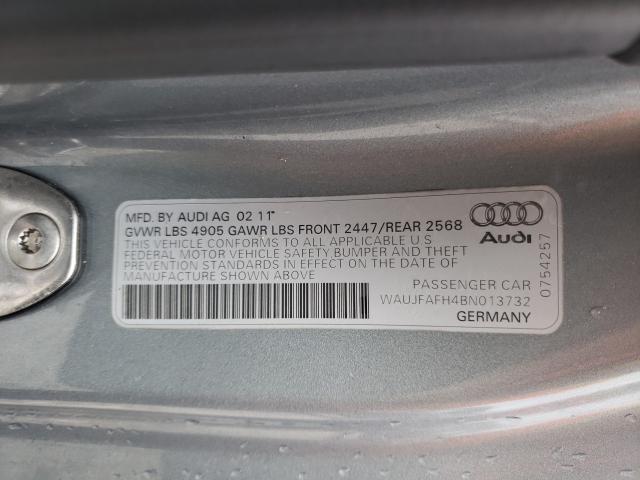 MFD. BY AUDI AG 02 11*
GVWR LBS 4905 GAWR LBS FRONT 2447/REAR 2568
THIS VEHICLE CONFORMS TO ALL APPLICABLE U.S
FEDERAL MOTOR VEHICLE SAFETY BUMPER AND THEFT
PREVENTION STANDARDS IN EFFECT ON THE DATE OF
MANUFACTURE SHOWN ABOVE
Audi
0754257
PASSENGER CAR
WAUJFAFH4BN013732
GERMANY